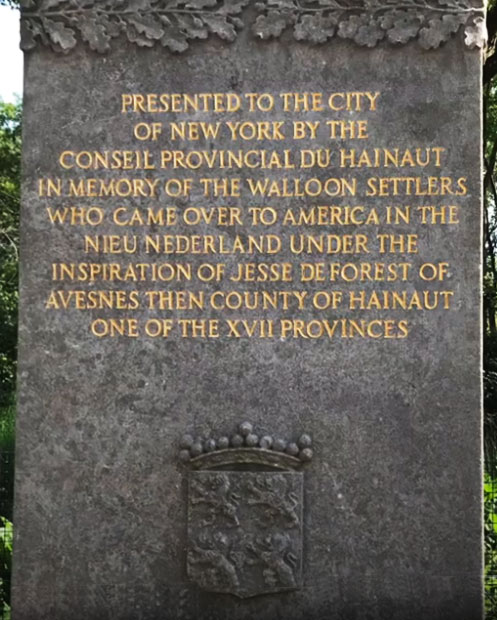 PRESENTED TO THE CITY
OF NEW YORK BY THE
CONSEIL PROVINCIAL DU HAINAUT
IN MEMORY OF THE WALLOON SETTLERS
WHO CAME OVER TO AMERICA IN THE
NIEU NEDERLAND UNDER THE
INSPIRATION OF JESSE DE FOREST OF
AVESNES THEN COUNTY OF HAINAUT
ONE OF THE XVII PROVINCES